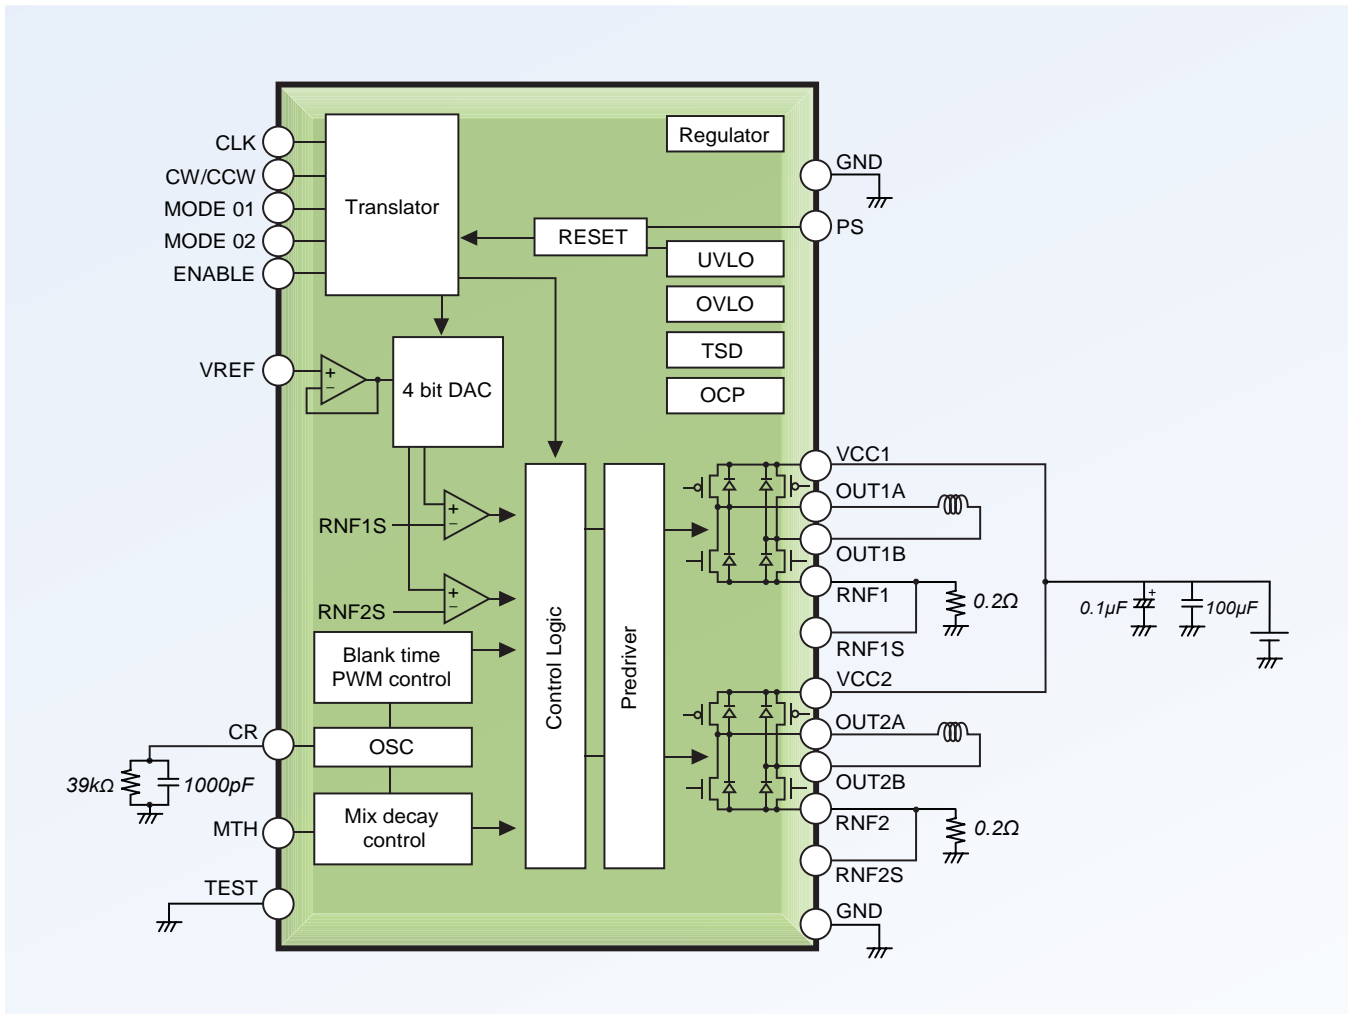 CLK
CW/CCW
MODE 01
MODE 02
ENABLE
VREF
CR
39kΩ
1000pF
MTH
TEST
Translator
Regulator
RESET
UVLO
OVLO
TSD
OCP
4 bit DAC
+
−
RNF1S
+
−
RNF2S
+
−
Blank time
PWM control
OSC
Mix decay
control
Control Logic
Predriver
GND
PS
VCC1
OUT1A
OUT1B
RNF1
0.2Ω
RNF1S
VCC2
OUT2A
OUT2B
RNF2
0.2Ω
RNF2S
GND
0.1µF
+
100µF